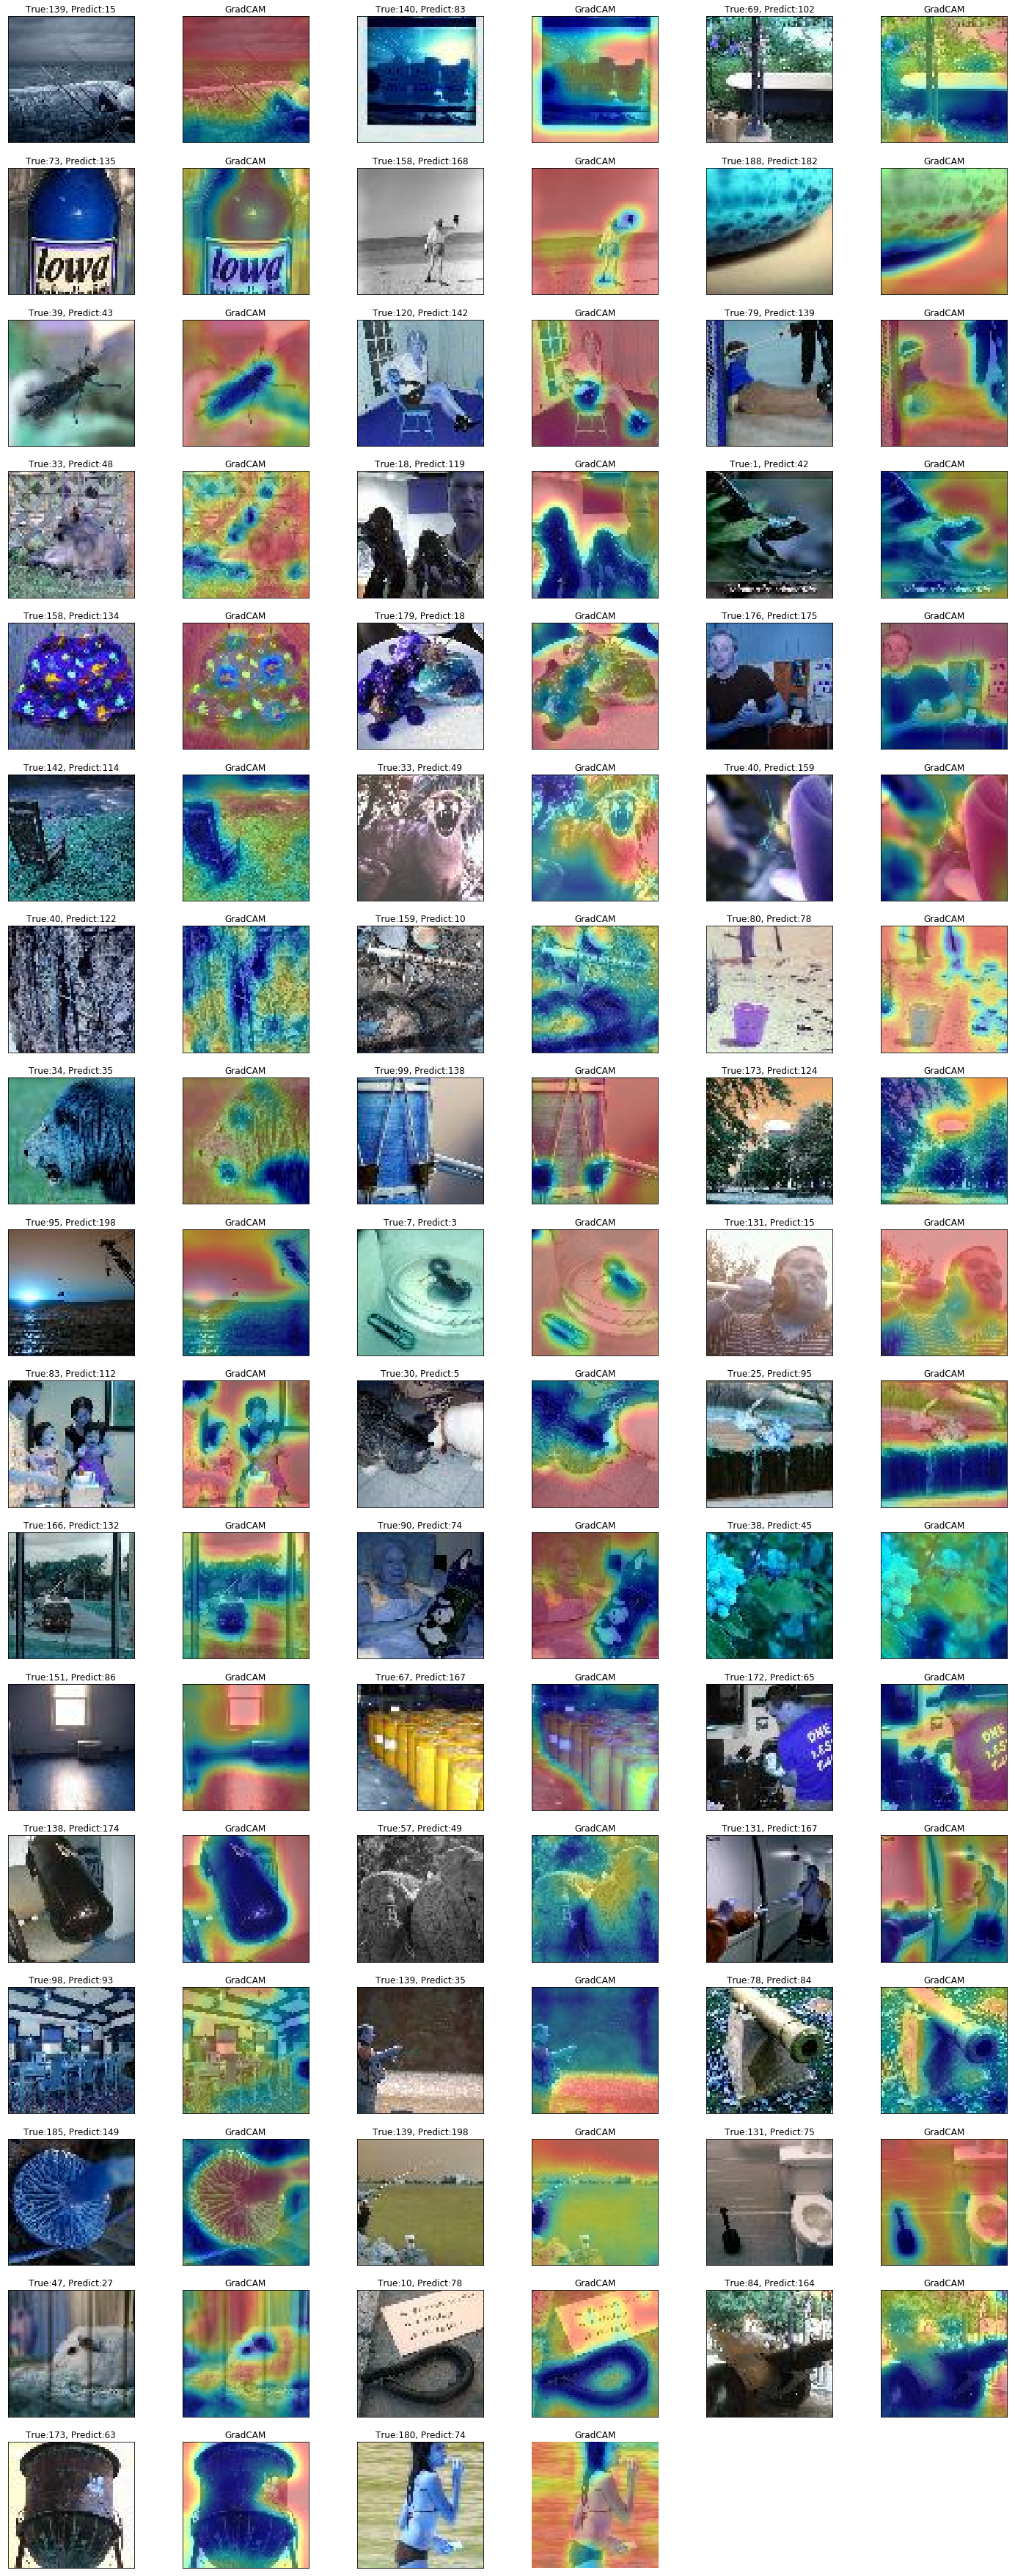 True:139, Predict:15 GradCAM True:140, Predict:83 GradCAM True:69, Predict:102 GradCAM
True:73, Predict:135 GradCAM True:158, Predict:168 GradCAM True:188, Predict:182 GradCAM
Iowa Iowa
True:39, Predict:43 GradCAM True:120, Predict:142 GradCAM True:79, Predict:139 GradCAM
True:33, Predict:48 GradCAM True:18, Predict:119 GradCAM True:1, Predict:42 GradCAM
True:158, Predict:134 GradCAM True:179, Predict:18 GradCAM True:176, Predict:175 GradCAM
True:142, Predict:114 GradCAM True:33, Predict:49 GradCAM True:40, Predict:159 GradCAM
True:40, Predict:122 GradCAM True:159, Predict:10 GradCAM True:80, Predict:78 GradCAM
True:34, Predict:35 GradCAM True:99, Predict:138 GradCAM True:173, Predict:124 GradCAM
True:95, Predict:198 GradCAM True:7, Predict:3 GradCAM True:131, Predict:15 GradCAM
True:83, Predict:112 GradCAM True:30, Predict:5 GradCAM True:25, Predict:95 GradCAM
True:166, Predict:132 GradCAM True:90, Predict:74 GradCAM True:38, Predict:45 GradCAM
True:151, Predict:86 GradCAM True:67, Predict:167 GradCAM True:172, Predict:65 GradCAM
ONE ONE
True:138, Predict:174 GradCAM True:57, Predict:49 GradCAM True:131, Predict:167 GradCAM
True:98, Predict:93 GradCAM True:139, Predict:35 GradCAM True:78, Predict:84 GradCAM
True:185, Predict:149 GradCAM True:139, Predict:198 GradCAM True:131, Predict:75 GradCAM
True:47, Predict:27 GradCAM True:10, Predict:78 GradCAM True:84, Predict:164 GradCAM
True:173, Predict:63 GradCAM True:180, Predict:74 GradCAM